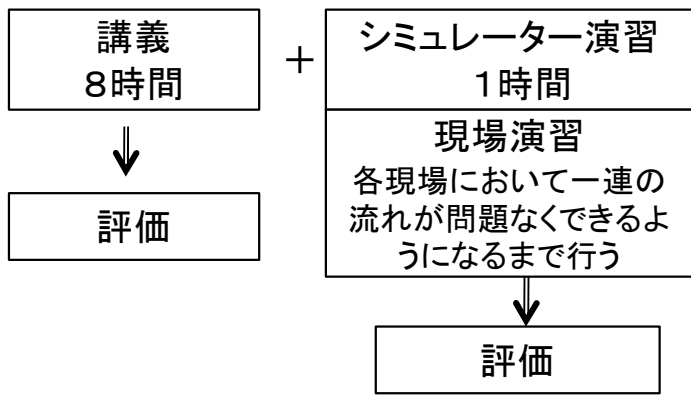 講義
8時間
＋
シミュレーター演習
1時間
現場演習
各現場において一連の
流れが問題なくできるよ
うになるまで行う
評価
評価